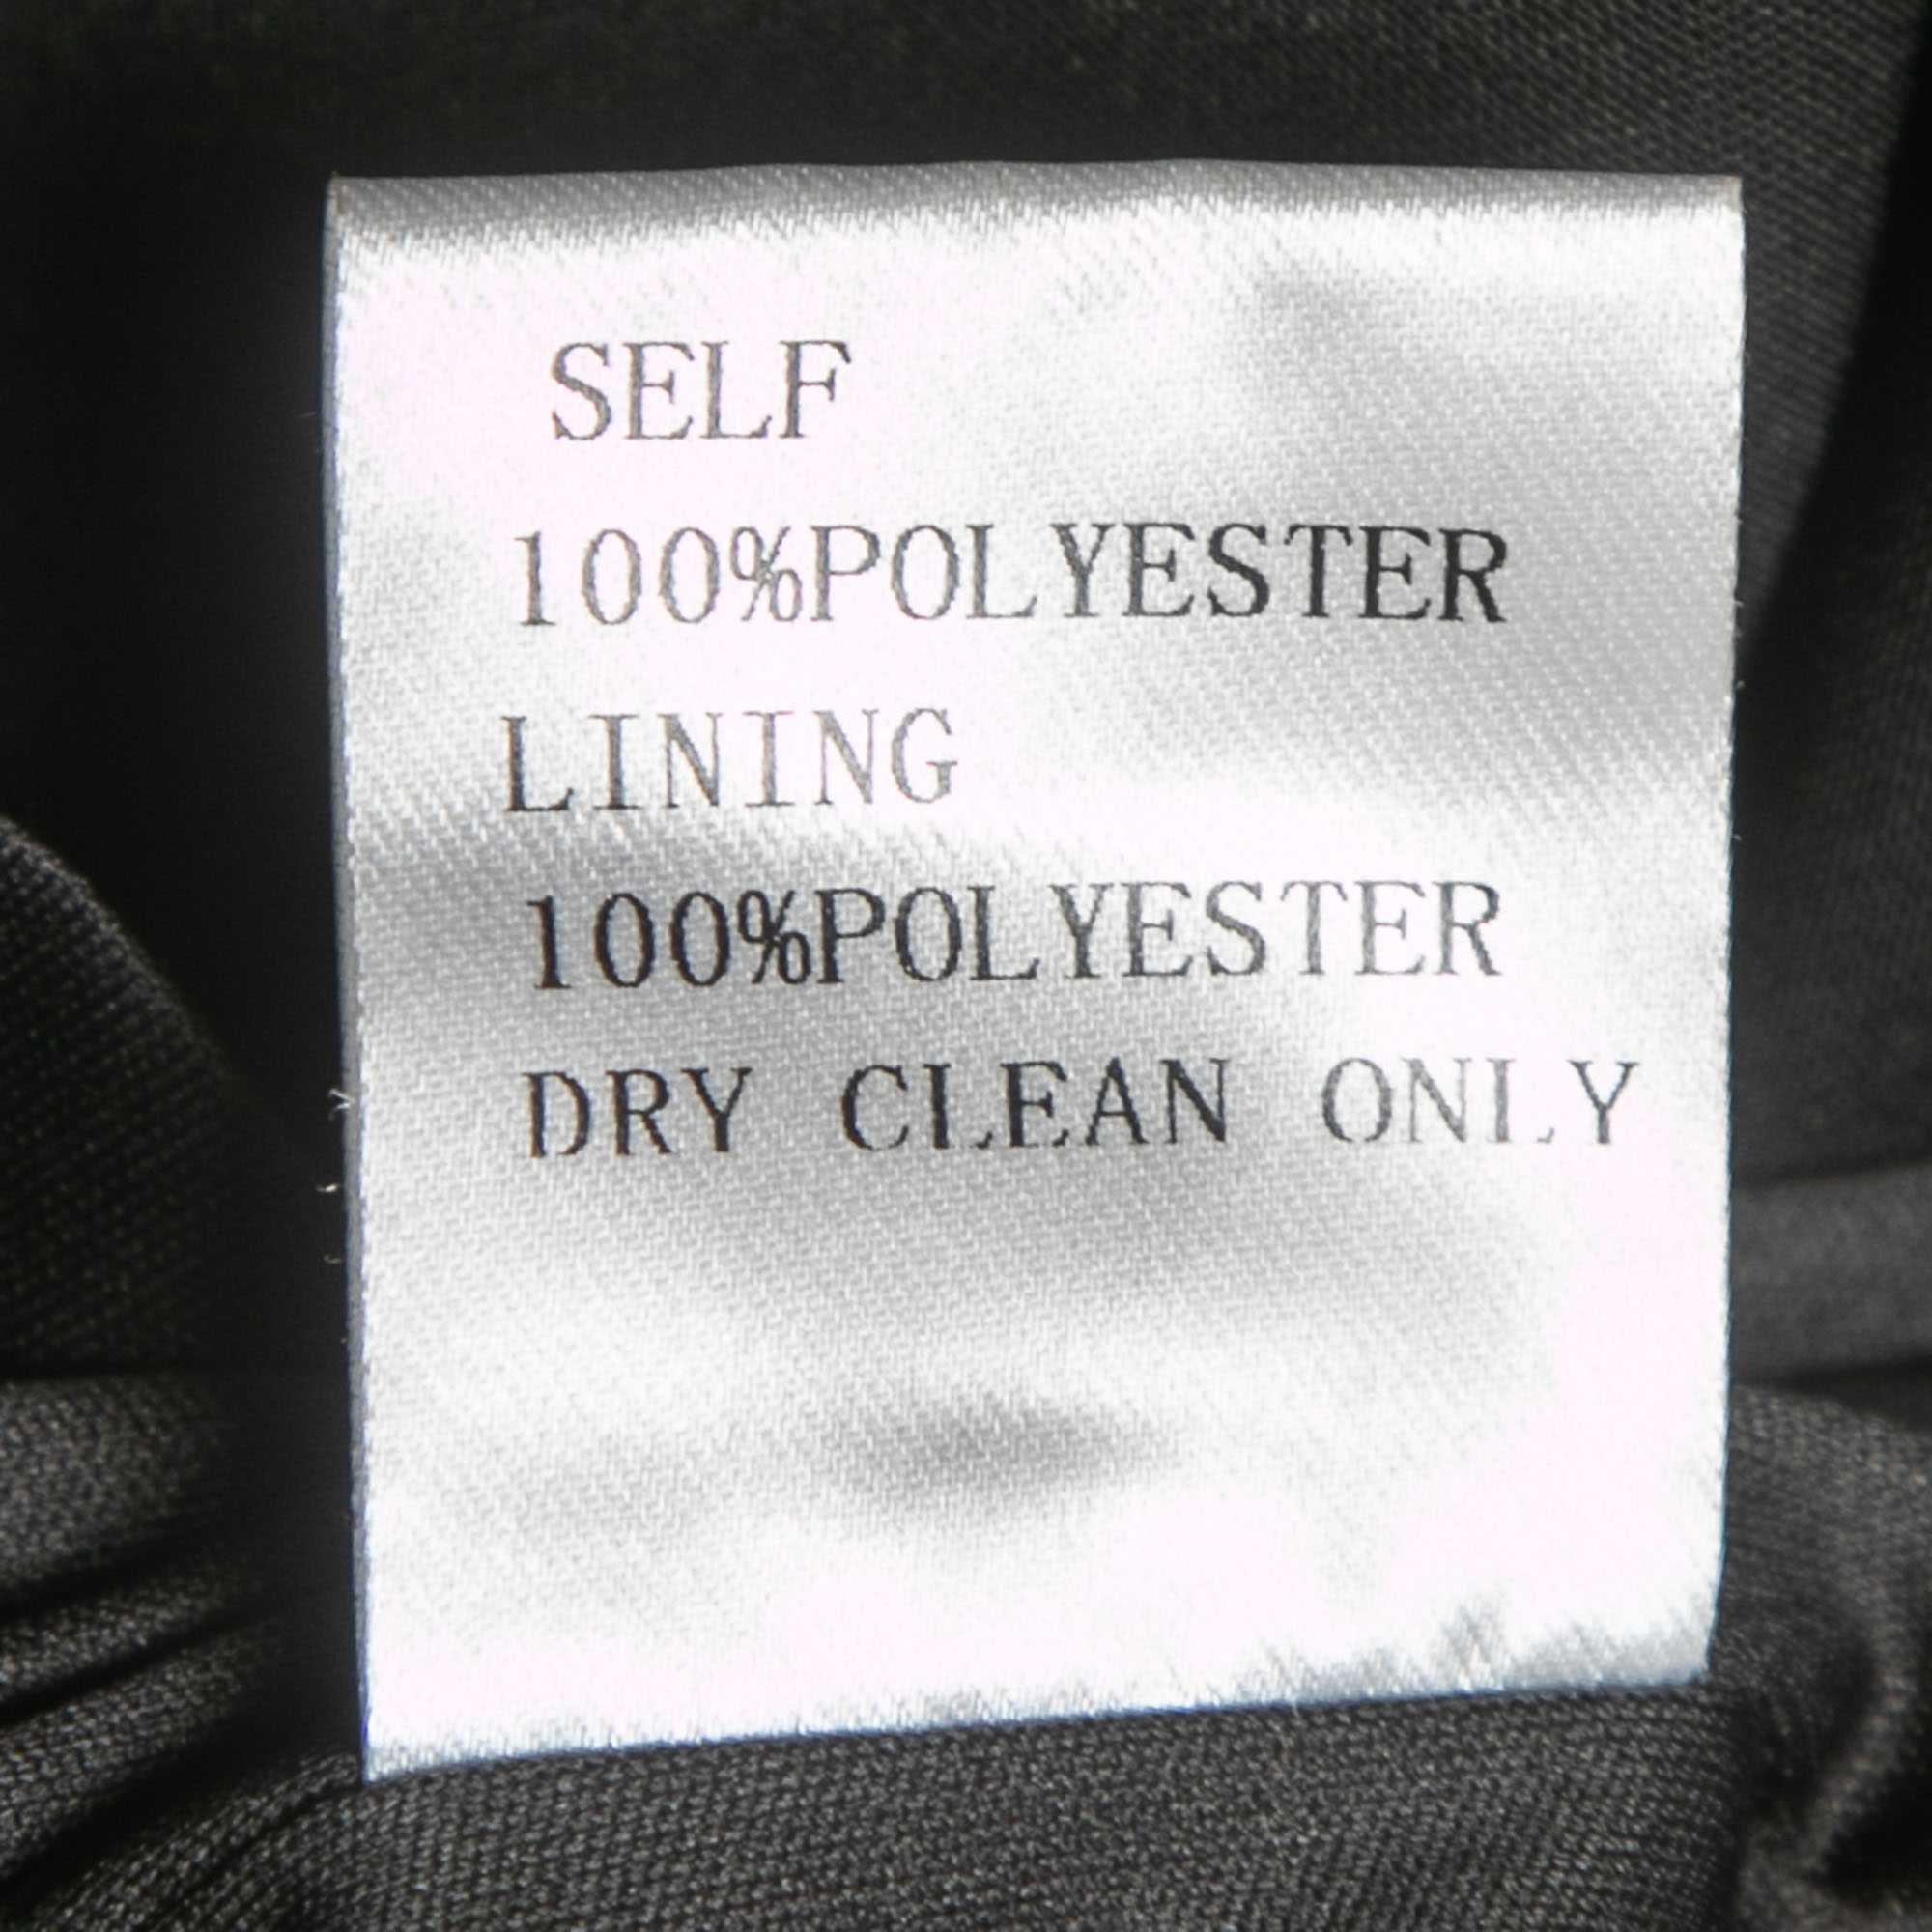 SELF
100%POLYESTER
LINING
100%POLYESTER
DRY CLEAN ONLY